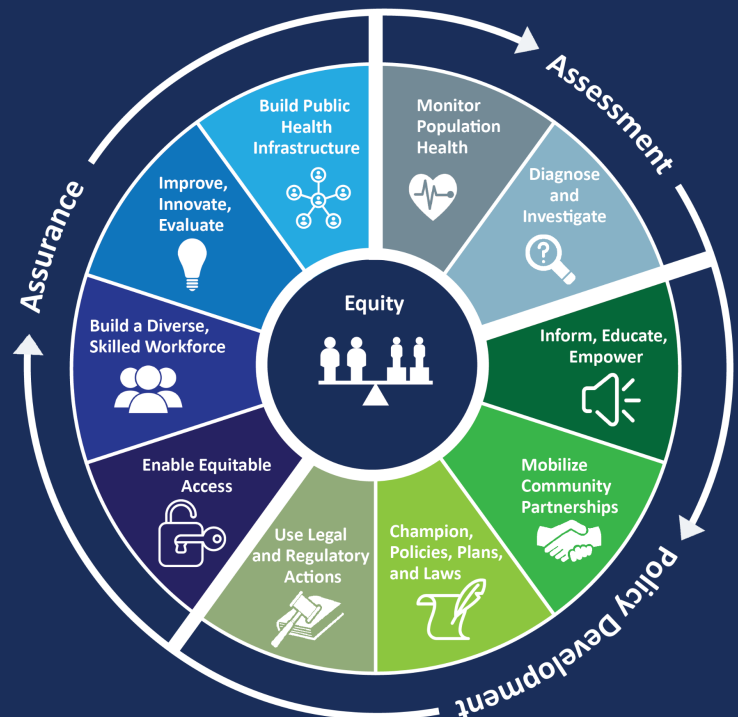 Assessment
Monitor
Population
Health
Diagnose
and
Investigate
Policy Development
Inform, Educate,
Empower
Mobilize
Community
Partnerships
Champion,
Policies, Plans,
and Laws
Use Legal
and Regulatory
Actions
Assurance
Enable Equitable
Access
Build a Diverse,
Skilled Workforce
Improve,
Innovate,
Evaluate
Build Public
Health
Infrastructure
Equity